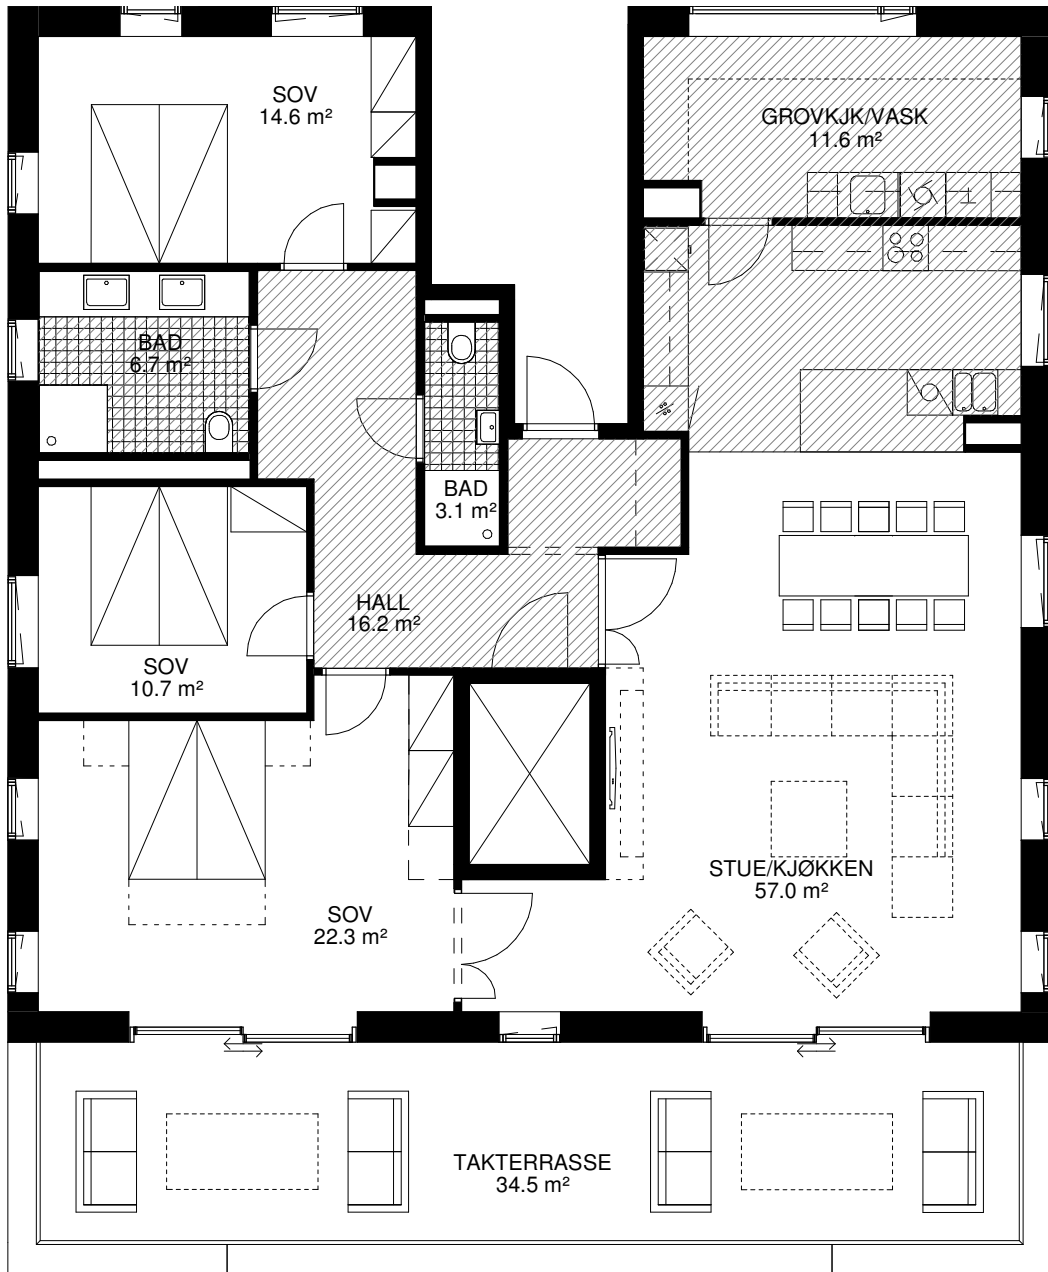 SOV
14.6 m²
GROVKJK/VASK
11.6 m²
BAD
6.7 m²
BAD
3.1 m²
HALL
16.2 m²
SOV
10.7 m²
STUE/KJØKKEN
57.0 m²
SOV
22.3 m²
TAKTERRASSE
34.5 m²